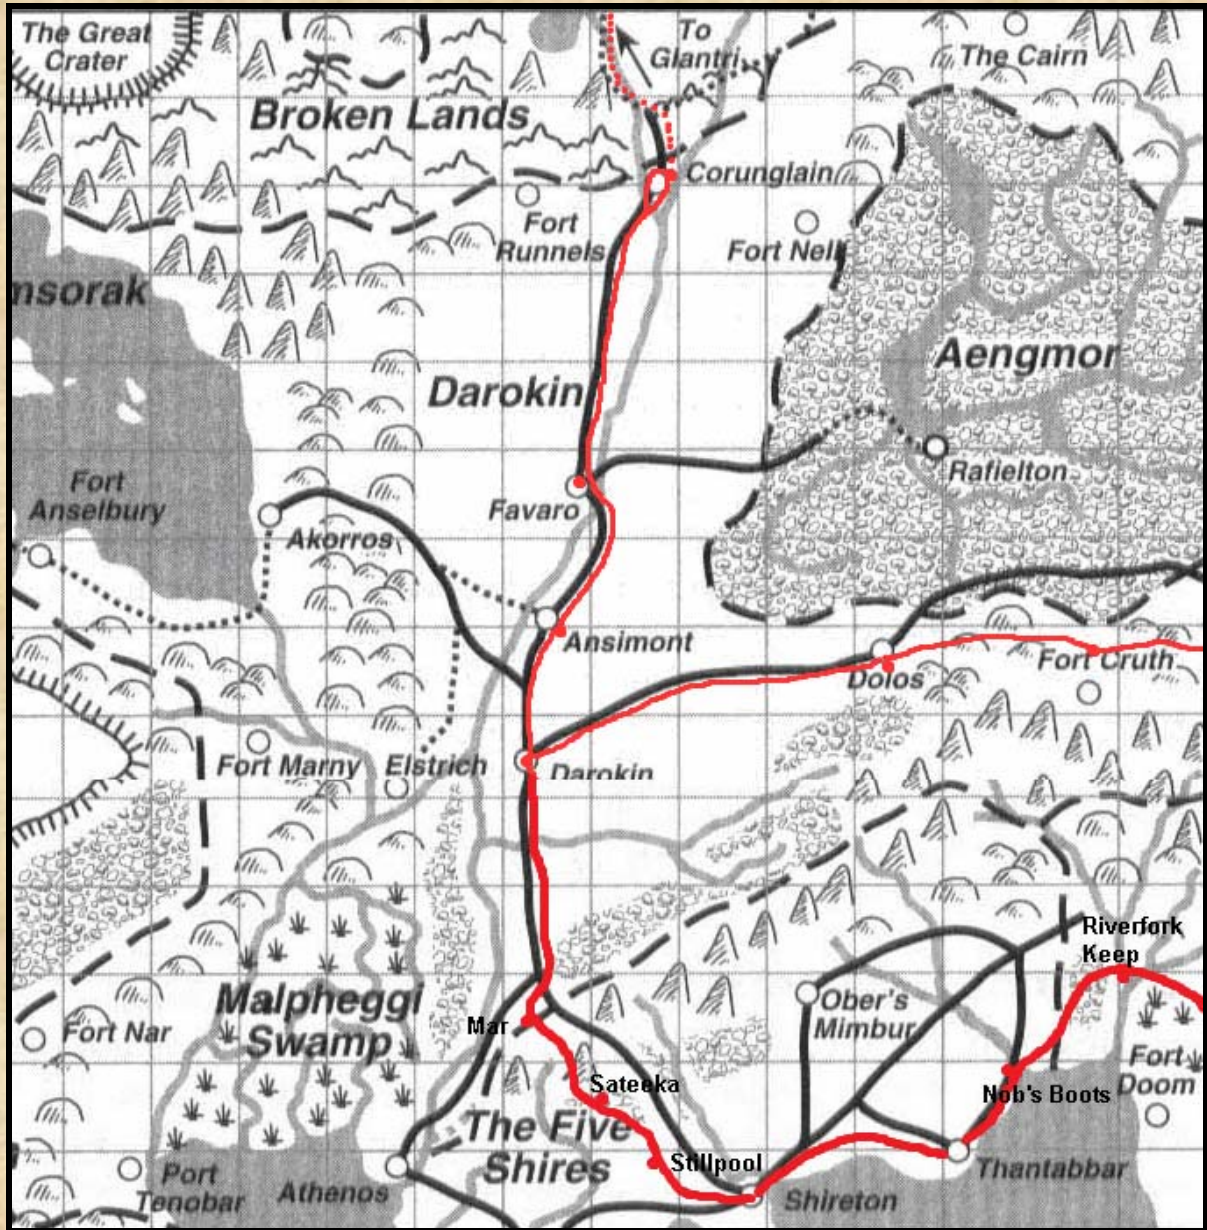 The Great
Crater
To
Glantri
The Cairn
Broken Lands
Corunglain
Fort
Runnels
Fort Nell
msorak
Aengmor
Darokin
Fort
Anselbury
Rafielton
Favaro
Akorros
Ansimont
Fort Cruth
Dolos
Fort Marny
Elstrich
Darokin
Riverfork
Keep
Malpheggi
Swamp
Ober's
Mimbur
Fort Nar
Mar
Fort
Doom
Sateeka
Nob's Boots
The Five
Shires
Stillpool
Thantabbar
Port
Tenobar
Athenos
Shireton